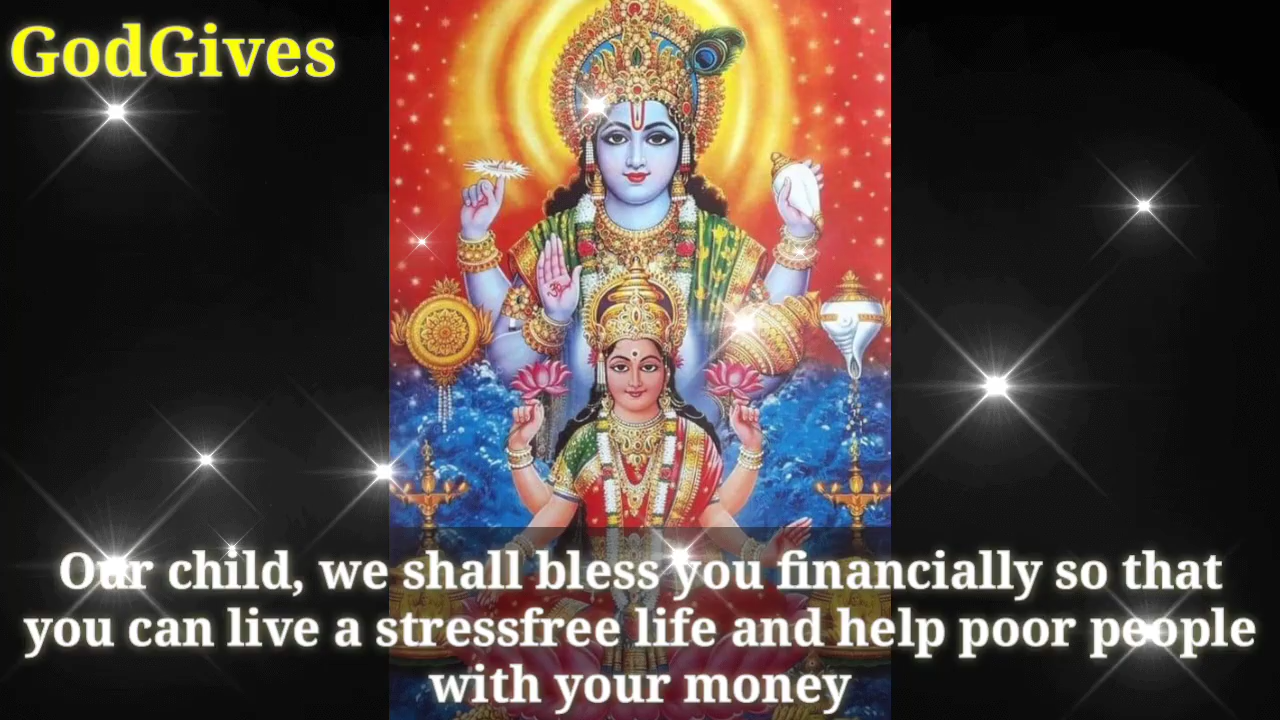 GodGives
ॐ
Our child, we shall bless you financially so that
you can live a stressfree life and help poor people
with your money